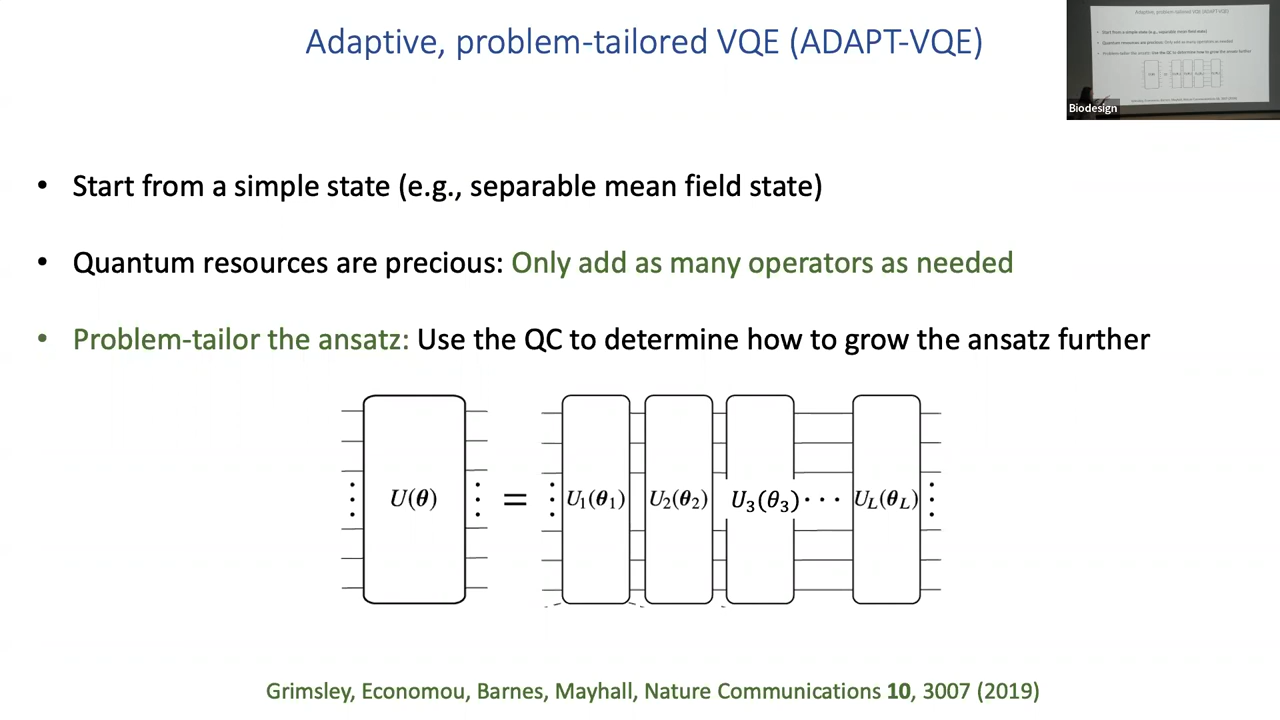 Adaptive, problem-tailored VQE (ADAPT-VQE)
Biodesign
• Start from a simple state (e.g., separable mean field state)
• Quantum resources are precious: Only add as many operators as needed
• Problem-tailor the ansatz: Use the QC to determine how to grow the ansatz further
U(θ) = U₁(θ₁) U₂(θ₂) U₃(θ₃) ··· U_L(θ_L)
Grimsley, Economou, Barnes, Mayhall, Nature Communications 10, 3007 (2019)